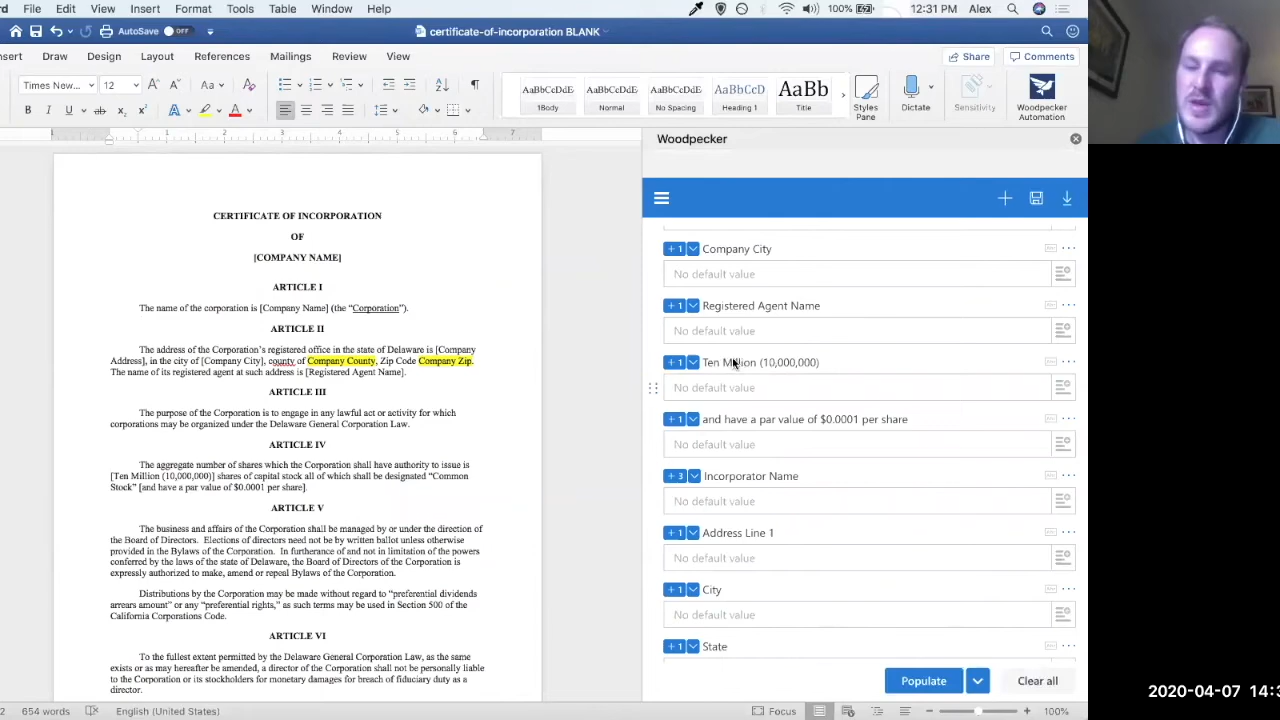 rd File Edit View Insert Format Tools Table Window Help 100% 12:31 PM Alex
AutoSave OFF certificate-of-incorporation BLANK
nsert Draw Design Layout References Mailings Share Comments
Times New... 12 AaBbCcDdE AaBbCcDdE AaBbCcDdE AaBbCcD AaBb
1Body Normal No Spacing Heading 1 Title
Styles Pane
Dictate
Sensitivity
Woodpecker Automation
1 2 3 4 5 6 7
CERTIFICATE OF INCORPORATION
OF
[COMPANY NAME]
ARTICLE I
The name of the corporation is [Company Name] (the “Corporation”).
ARTICLE II
The address of the Corporation’s registered office in the state of Delaware is [Company
Address], in the city of [Company City], county of Company County, Zip Code Company Zip.
The name of its registered agent at such address is [Registered Agent Name].
ARTICLE III
The purpose of the Corporation is to engage in any lawful act or activity for which
corporations may be organized under the Delaware General Corporation Law.
ARTICLE IV
The aggregate number of shares which the Corporation shall have authority to issue is
[Ten Million (10,000,000)] shares of capital stock all of which shall be designated “Common
Stock” [and have a par value of $0.0001 per share].
ARTICLE V
The business and affairs of the Corporation shall be managed by or under the direction of
the Board of Directors. Elections of directors need not be by written ballot unless otherwise
provided in the Bylaws of the Corporation. In furtherance of and not in limitation of the powers
conferred by the laws of the state of Delaware, the Board of Directors of the Corporation is
expressly authorized to make, amend or repeal Bylaws of the Corporation.
Distributions by the Corporation may be made without regard to “preferential dividends
arrears amount” or any “preferential rights,” as such terms may be used in Section 500 of the
California Corporations Code.
ARTICLE VI
To the fullest extent permitted by the Delaware General Corporation Law, as the same
exists or as may hereafter be amended, a director of the Corporation shall not be personally liable
to the Corporation or its stockholders for monetary damages for breach of fiduciary duty as a
director.
Woodpecker
+ 1 Company City
No default value
+ 1 Registered Agent Name
No default value
+ 1 Ten Million (10,000,000)
No default value
+ 1 and have a par value of $0.0001 per share
No default value
+ 3 Incorporator Name
No default value
+ 1 Address Line 1
No default value
+ 1 City
No default value
+ 1 State
Populate Clear all
2 654 words English (United States) Focus 100%
2020-04-07 14:3